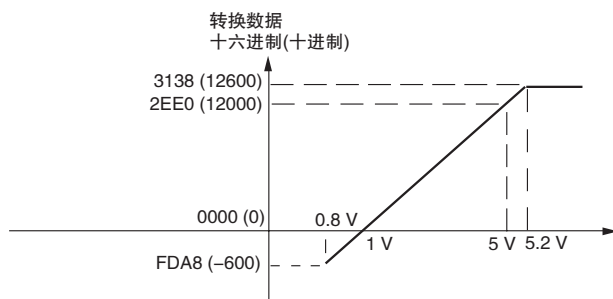 转换数据
十六进制(十进制)
3138 (12600)
2EE0 (12000)
0000 (0)
0.8 V
1 V
5 V
5.2 V
FDA8 (−600)